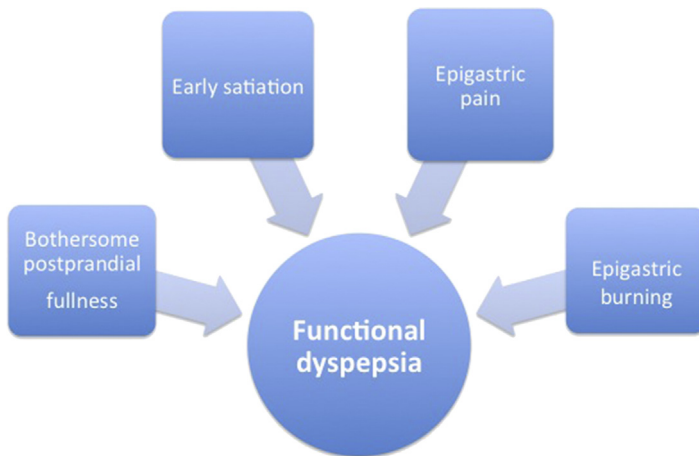 Early satiation
Epigastric
pain
Bothersome
postprandial
fullness
Epigastric
burning
Functional
dyspepsia